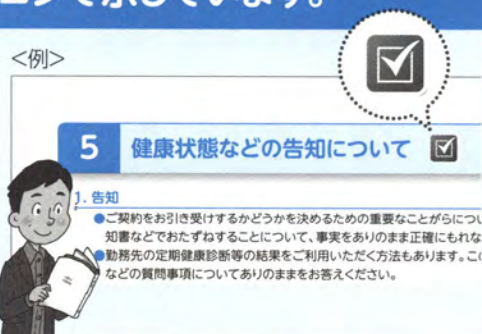 コンで示しています。
<例>
5 健康状態などの告知について
1. 告知
●ご契約をお引き受けするかどうかを決めるための重要なことがらについ
知書などでおたずねすることについて、事実をありのまま正確にもれな
●勤務先の定期健康診断等の結果をご利用いただく方法もあります。この
などの質問事項についてありのままをお答えください。